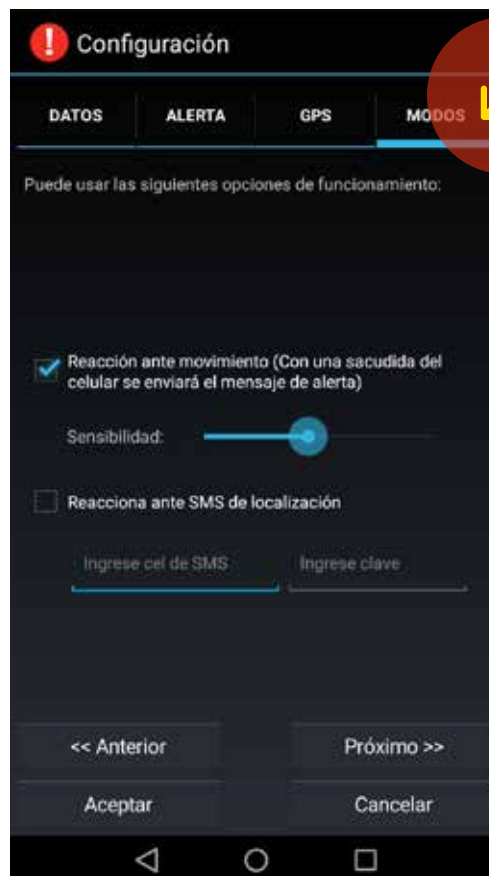 Configuración
DATOS ALERTA GPS MODOS
Puede usar las siguientes opciones de funcionamiento:
Reacción ante movimiento (Con una sacudida del
celular se enviará el mensaje de alerta)
Sensibilidad:
Reacciona ante SMS de localización
Ingrese cel de SMS Ingrese clave
<< Anterior Próximo >>
Aceptar Cancelar